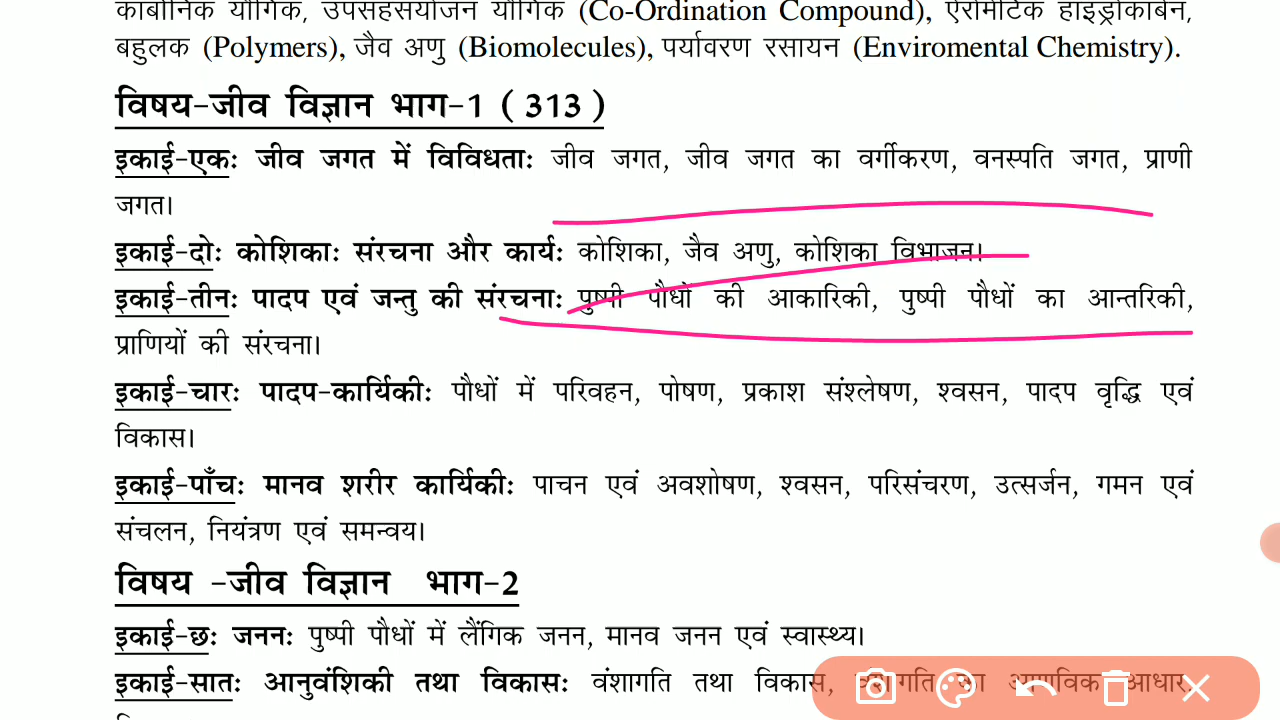 कार्बोनिक यौगिक, उपसहसंयोजन यौगिक (Co-Ordination Compound), ऐरोमैटिक हाइड्रोकार्बन,
बहुलक (Polymers), जैव अणु (Biomolecules), पर्यावरण रसायन (Enviromental Chemistry).
विषय-जीव विज्ञान भाग-1 (313)
इकाई-एकः जीव जगत में विविधताः जीव जगत, जीव जगत का वर्गीकरण, वनस्पति जगत, प्राणी
जगत।
इकाई-दोः कोशिकाः संरचना और कार्यः कोशिका, जैव अणु, कोशिका विभाजन।
इकाई-तीनः पादप एवं जन्तु की संरचनाः पुष्पी पौधों की आकारिकी, पुष्पी पौधों का आन्तरिकी,
प्राणियों की संरचना।
इकाई-चारः पादप-कार्यिकीः पौधों में परिवहन, पोषण, प्रकाश संश्लेषण, श्वसन, पादप वृद्धि एवं
विकास।
इकाई-पाँचः मानव शरीर कार्यिकीः पाचन एवं अवशोषण, श्वसन, परिसंचरण, उत्सर्जन, गमन एवं
संचलन, नियंत्रण एवं समन्वय।
विषय -जीव विज्ञान भाग-2
इकाई-छः जननः पुष्पी पौधों में लैंगिक जनन, मानव जनन एवं स्वास्थ्य।
इकाई-सातः आनुवंशिकी तथा विकासः वंशागति तथा विकास, वंशागति का आणविक आधार,